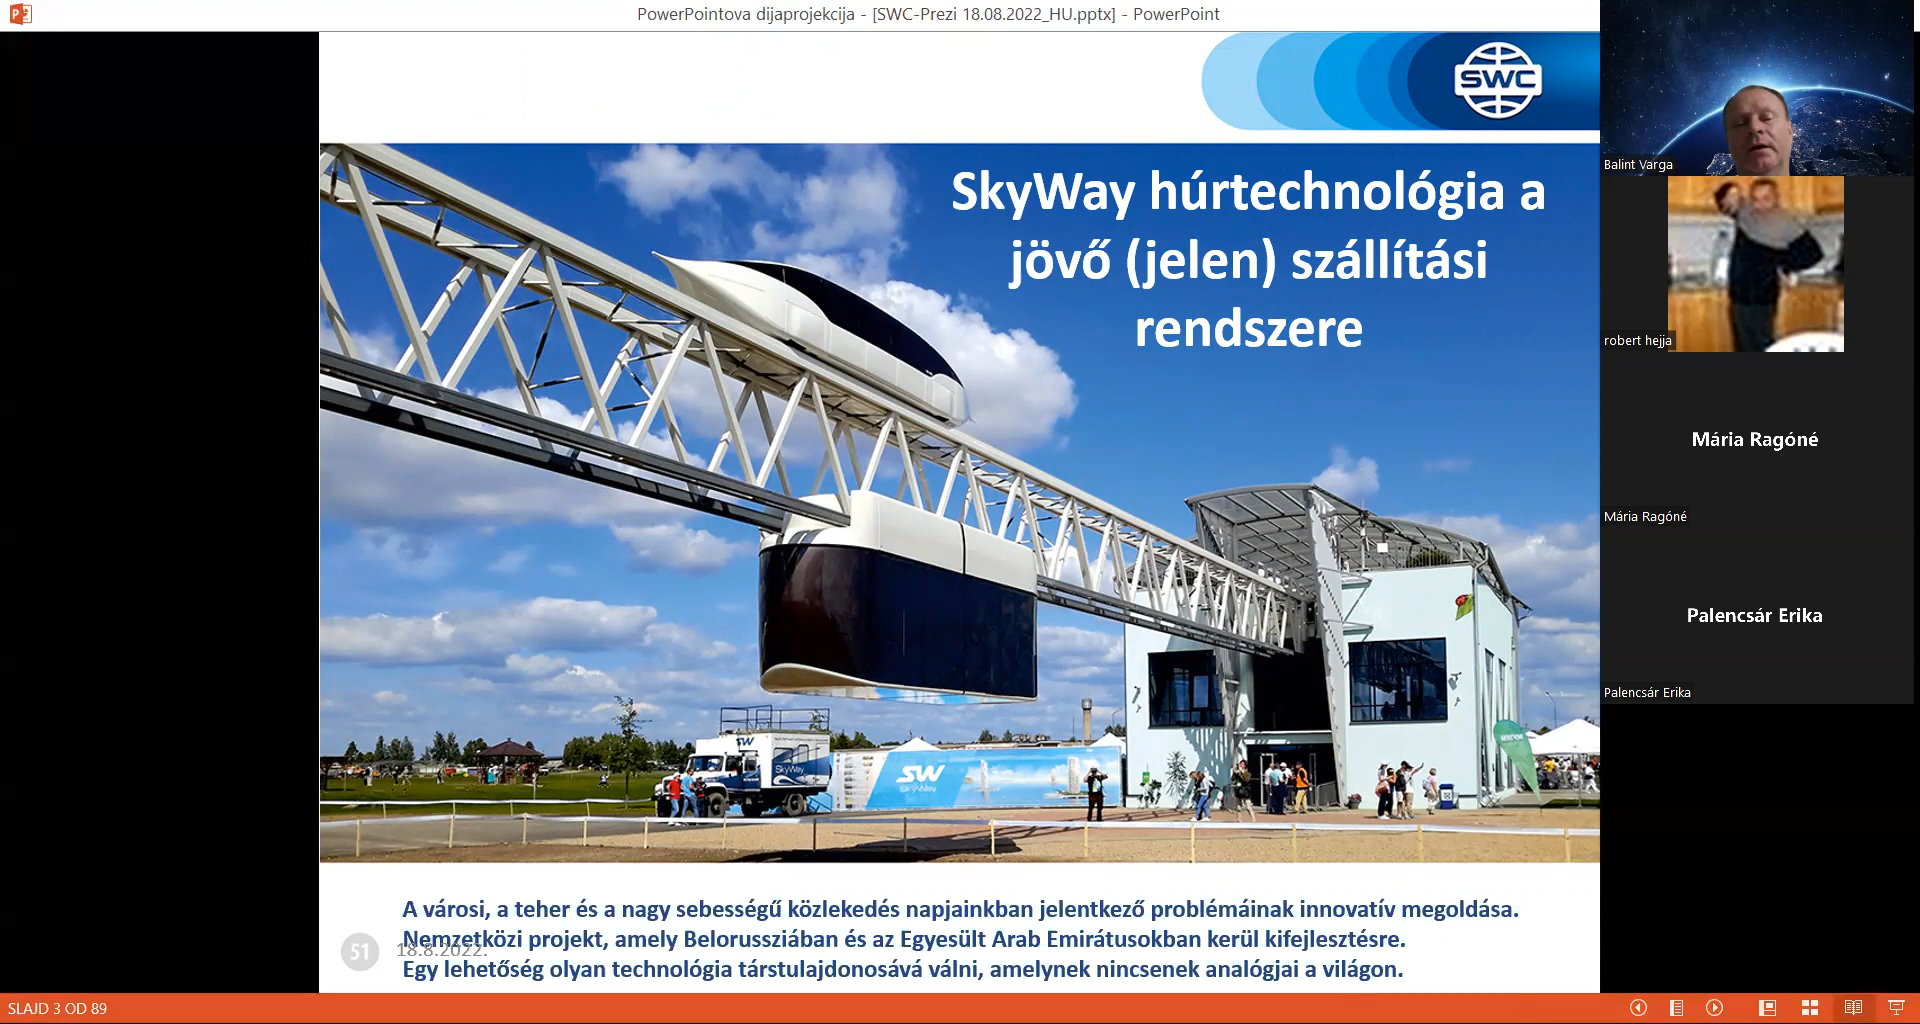 PowerPointova dijaprojekcija - [SWC-Prezi 18.08.2022_HU.pptx] - PowerPoint
SWC
SkyWay húrtechnológia a
jövő (jelen) szállítási
rendszere
SW
SkyWay
SW
SkyWay
A városi, a teher és a nagy sebességű közlekedés napjainkban jelentkező problémáinak innovatív megoldása.
Nemzetközi projekt, amely Belorussziában és az Egyesült Arab Emirátusokban kerül kifejlesztésre.
Egy lehetőség olyan technológia társtulajdonosává válni, amelynek nincsenek analógjai a világon.
51
18.8.2022.
Balint Varga
robert hejja
Mária Ragóné
Mária Ragóné
Palencsár Erika
Palencsár Erika
SLAJD 3 OD 89